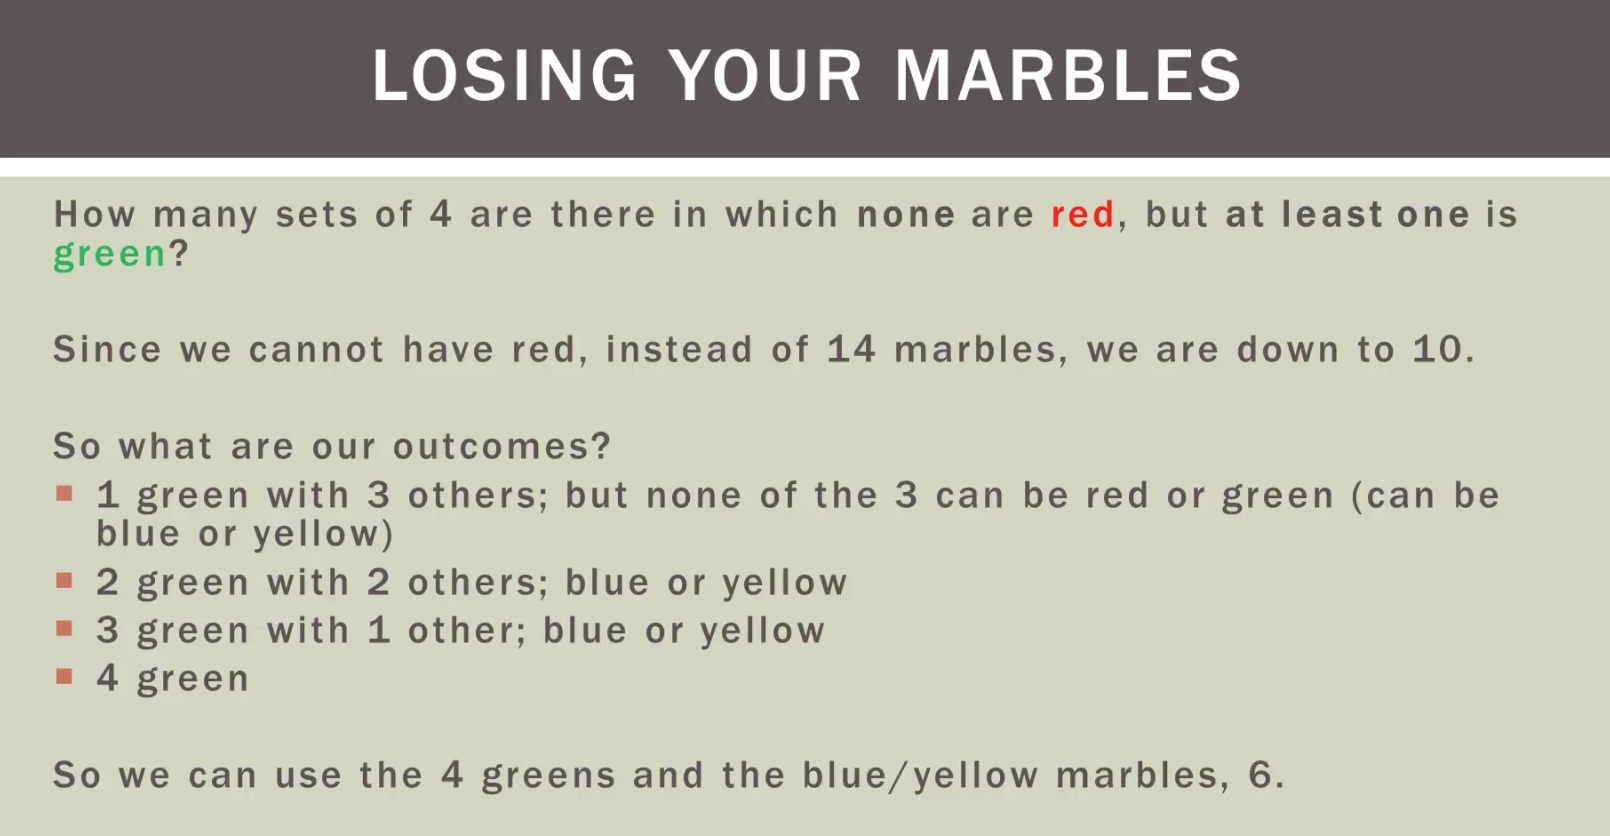 LOSING YOUR MARBLES
How many sets of 4 are there in which none are red, but at least one is
green?
Since we cannot have red, instead of 14 marbles, we are down to 10.
So what are our outcomes?
1 green with 3 others; but none of the 3 can be red or green (can be
blue or yellow)
2 green with 2 others; blue or yellow
3 green with 1 other; blue or yellow
4 green
So we can use the 4 greens and the blue/yellow marbles, 6.